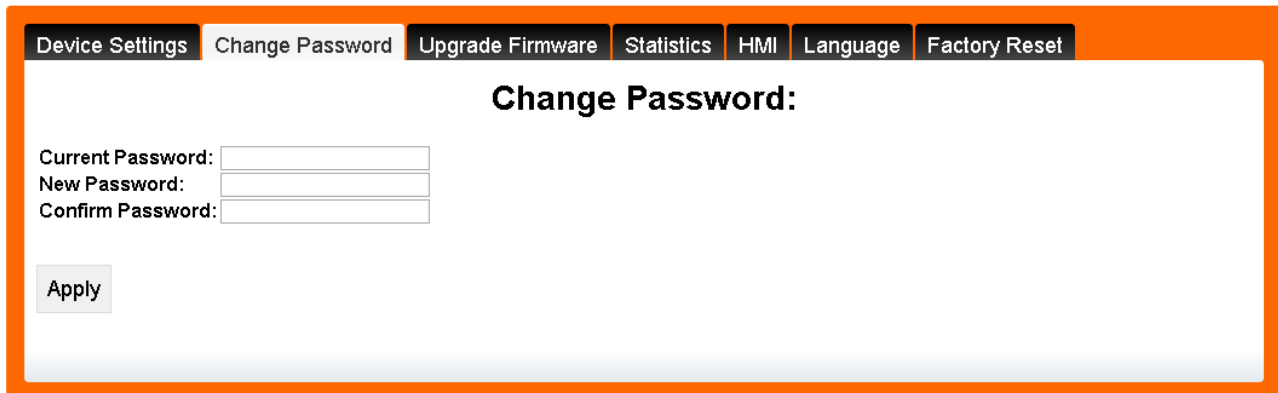 Device Settings Change Password Upgrade Firmware Statistics HMI Language Factory Reset
Change Password:
Current Password:
New Password:
Confirm Password:
Apply